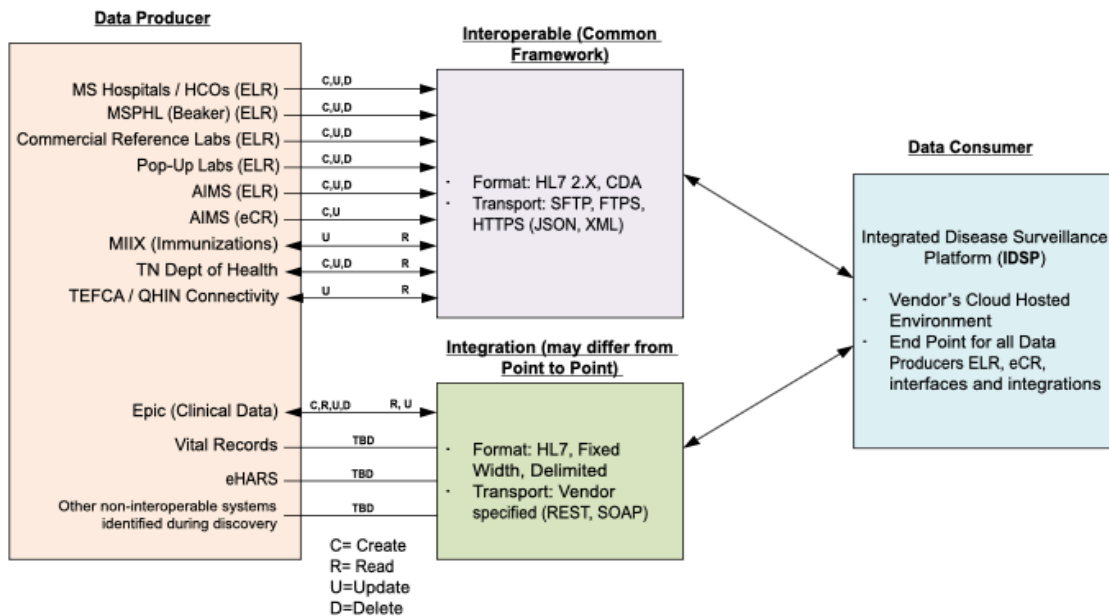 Data Producer
MS Hospitals / HCOs (ELR)
MSPHL (Beaker) (ELR)
Commercial Reference Labs (ELR)
Pop-Up Labs (ELR)
AIMS (ELR)
AIMS (eCR)
MIIX (Immunizations)
TN Dept of Health
TEFCA / QHIN Connectivity
Epic (Clinical Data)
Vital Records
eHARS
Other non-interoperable systems
identified during discovery
C,U,D
C,U,D
C,U,D
C,U,D
C,U,D
C,U
U R
C,U,D R
U R
C,R,U,D R, U
TBD
TBD
TBD
C= Create
R= Read
U=Update
D=Delete
Interoperable (Common
Framework)
- Format: HL7 2.X, CDA
- Transport: SFTP, FTPS,
HTTPS (JSON, XML)
Integration (may differ from
Point to Point)
- Format: HL7, Fixed
Width, Delimited
- Transport: Vendor
specified (REST, SOAP)
Data Consumer
Integrated Disease Surveillance
Platform (IDSP)
- Vendor's Cloud Hosted
Environment
- End Point for all Data
Producers ELR, eCR,
interfaces and integrations